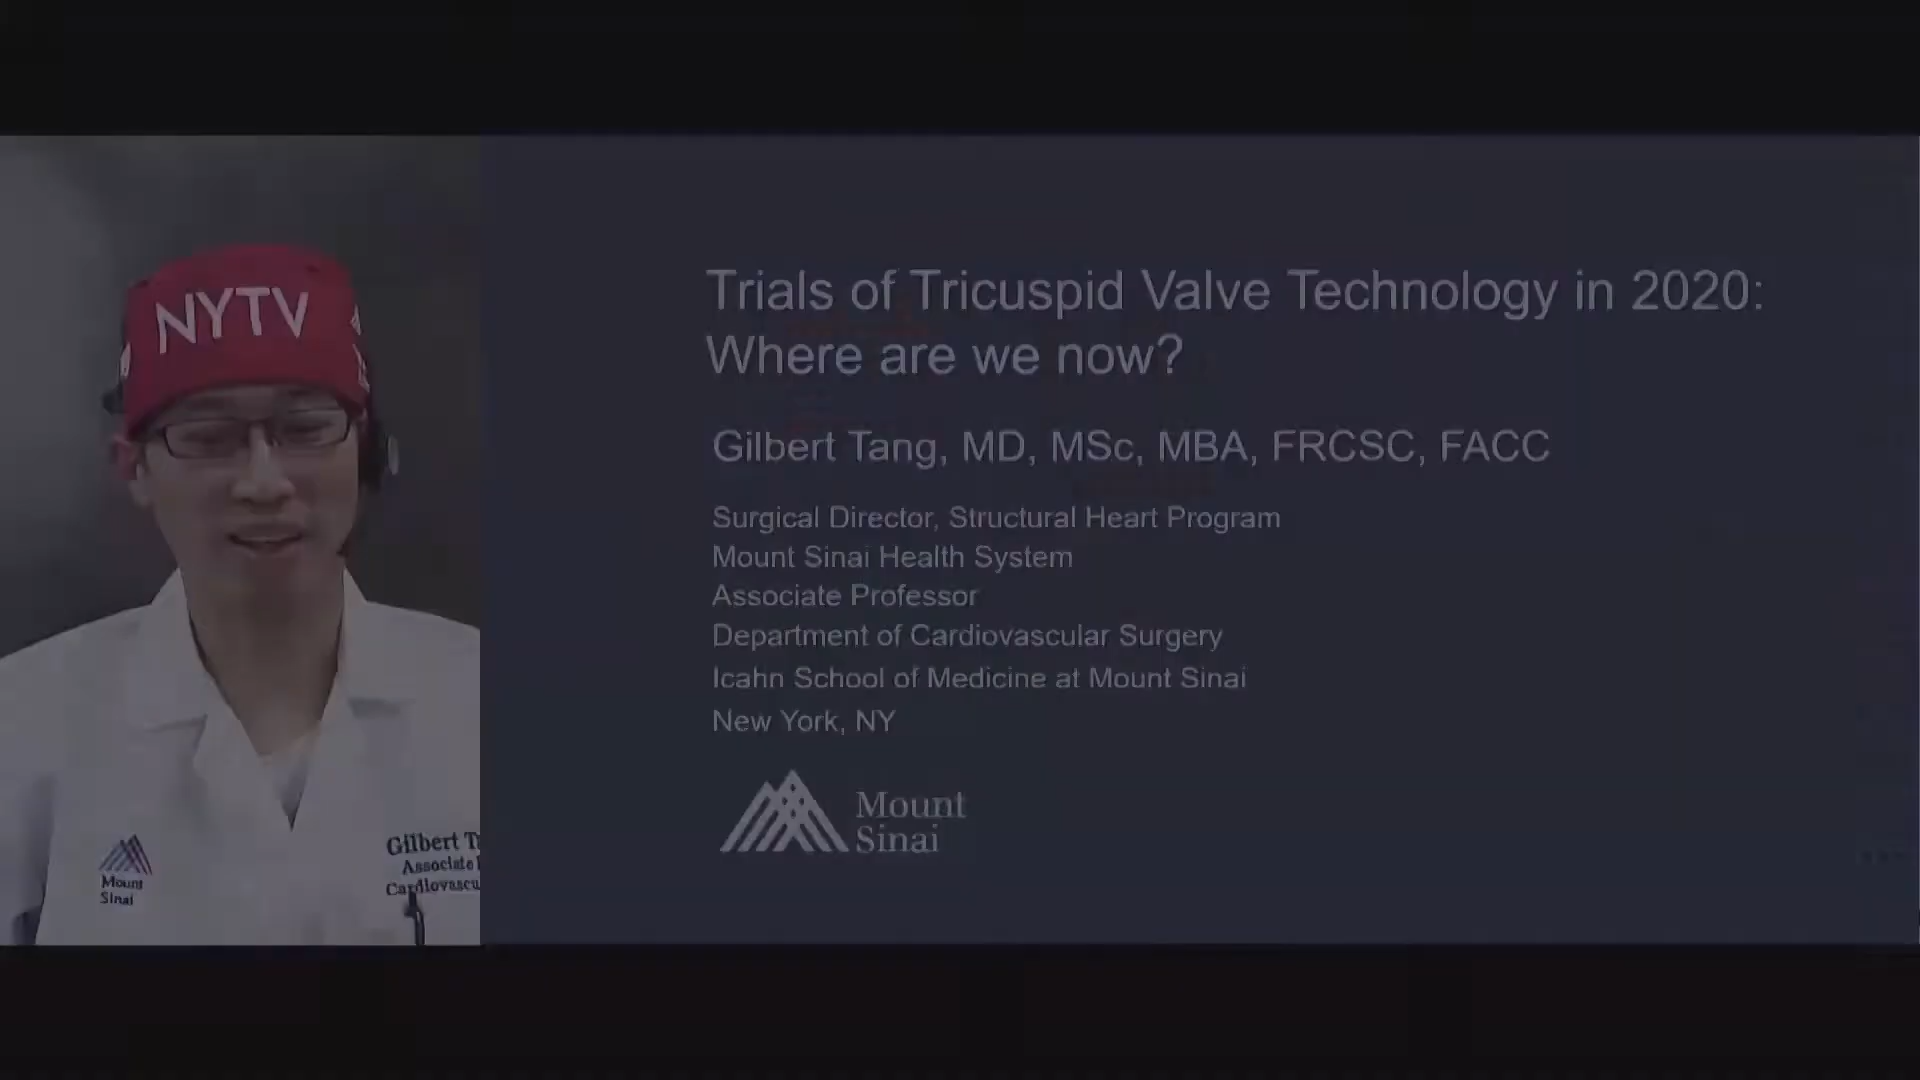 NYTV
Mount
Sinai
Gilbert
Associate
Trials of Tricuspid Valve Technology in 2020:
Where are we now?
Gilbert Tang, MD, MSc, MBA, FRCSC, FACC
Surgical Director, Structural Heart Program
Mount Sinai Health System
Associate Professor
Department of Cardiovascular Surgery
Icahn School of Medicine at Mount Sinai
New York, NY
Mount
Sinai